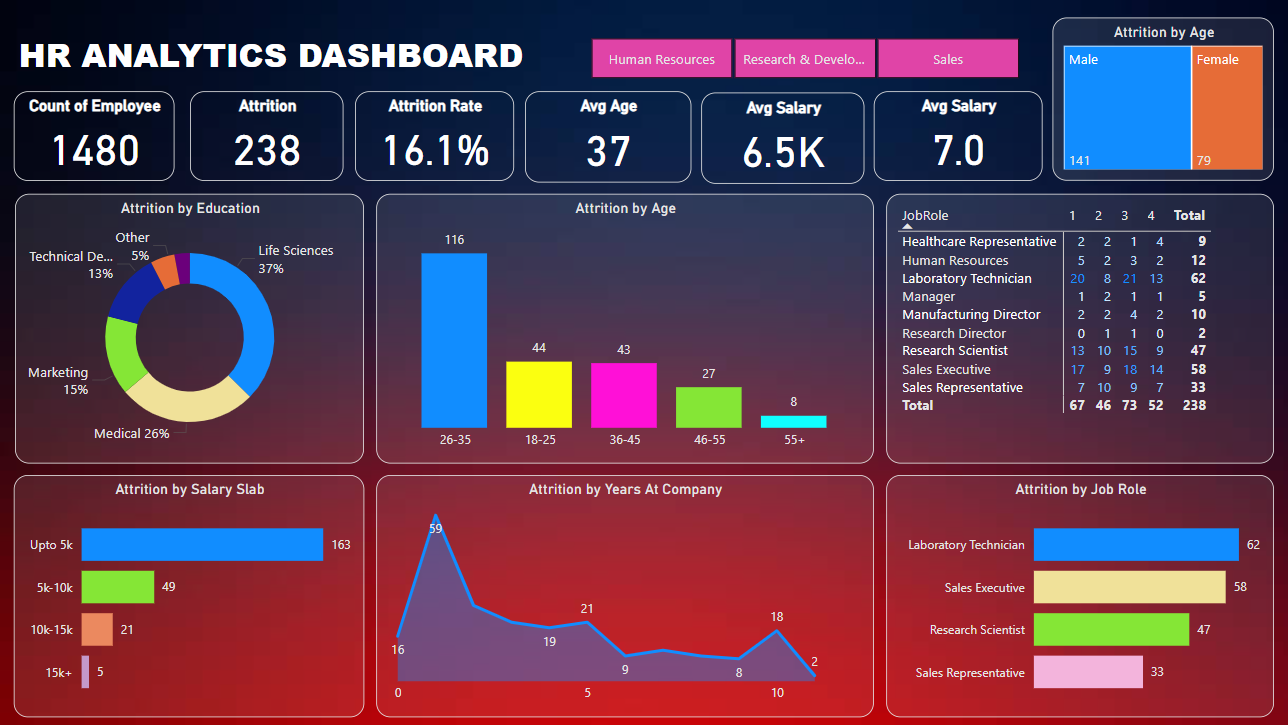 HR ANALYTICS DASHBOARD
Human Resources
Research & Develo...
Sales
Attrition by Age
Male
Female
141
79
Count of Employee
1480
Attrition
238
Attrition Rate
16.1%
Avg Age
37
Avg Salary
6.5K
Avg Salary
7.0
Attrition by Education
Other
5%
Life Sciences
37%
Technical De...
13%
Marketing
15%
Medical 26%
Attrition by Age
116
44
43
27
8
26-35
18-25
36-45
46-55
55+
JobRole 1 2 3 4 Total
Healthcare Representative 2 2 1 4 9
Human Resources 5 2 3 2 12
Laboratory Technician 20 8 21 13 62
Manager 1 2 1 1 5
Manufacturing Director 2 2 4 2 10
Research Director 0 1 1 0 2
Research Scientist 13 10 15 9 47
Sales Executive 17 9 18 14 58
Sales Representative 7 10 9 7 33
Total 67 46 73 52 238
Attrition by Salary Slab
Upto 5k 163
5k-10k 49
10k-15k 21
15k+ 5
Attrition by Years At Company
59
16
19
21
9
8
18
2
0
5
10
Attrition by Job Role
Laboratory Technician 62
Sales Executive 58
Research Scientist 47
Sales Representative 33